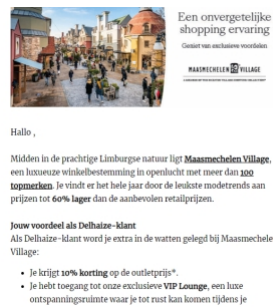 Een onvergetelijke
shopping ervaring
Geniet van exclusieve voordelen
MAASMECHELEN VILLAGE
Hallo ,
Midden in de prachtige Limburgse natuur ligt Maasmechelen Village,
een luxueuze winkelbestemming in openlucht met meer dan 100
topmerken. Je vindt er het hele jaar door de leukste modetrends aan
prijzen tot 60% lager dan de aanbevolen retailprijzen.
Jouw voordeel als Delhaize-klant
Als Delhaize-klant word je extra in de watten gelegd bij Maasmechelen
Village:
• Je krijgt 10% korting op de outletprijs*.
• Je hebt toegang tot onze exclusieve VIP Lounge, een luxe
ontspanningsruimte waar je tot rust kan komen tijdens je